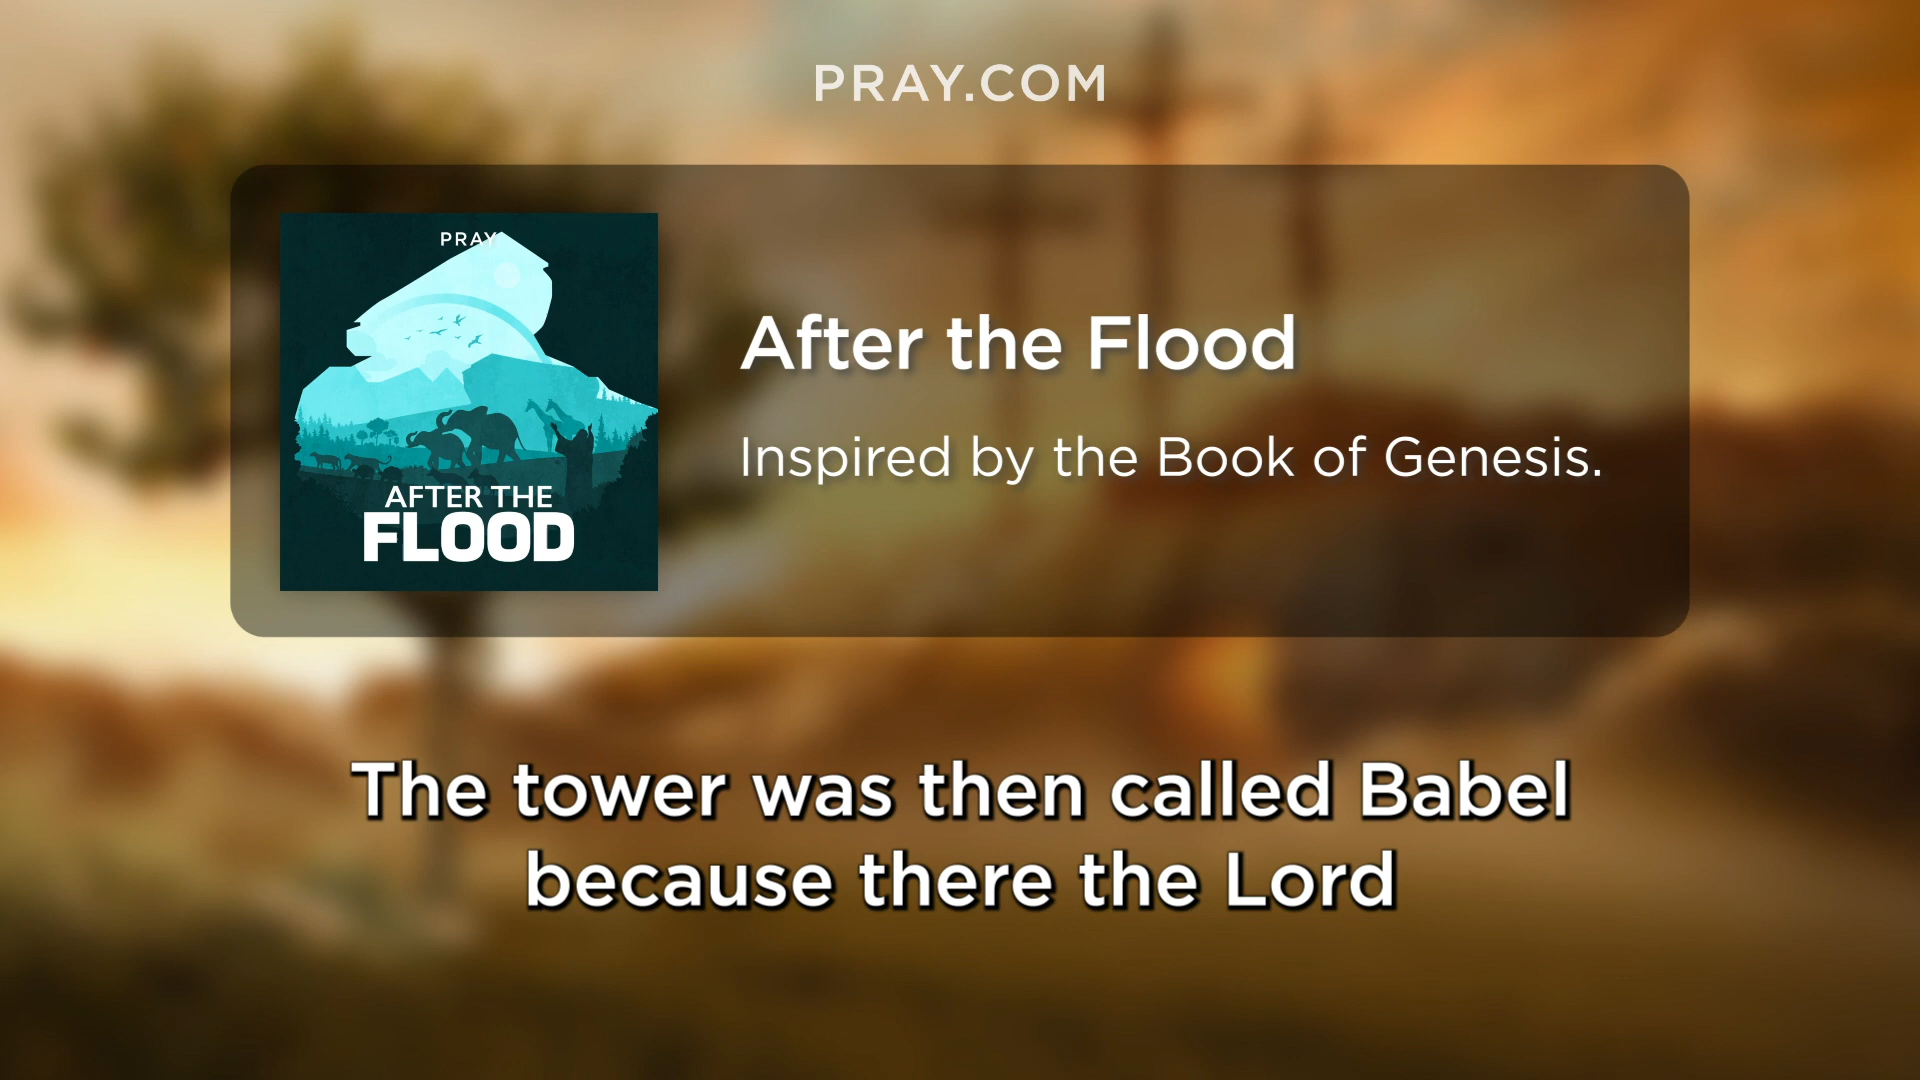 PRAY.COM
PRAY
AFTER THE
FLOOD
After the Flood
Inspired by the Book of Genesis.
The tower was then called Babel
because there the Lord